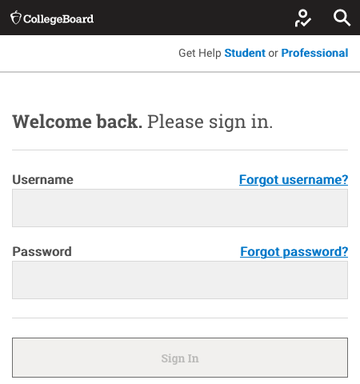 CollegeBoard
Get Help Student or Professional
Welcome back. Please sign in.
Username Forgot username?
Password Forgot password?
Sign In